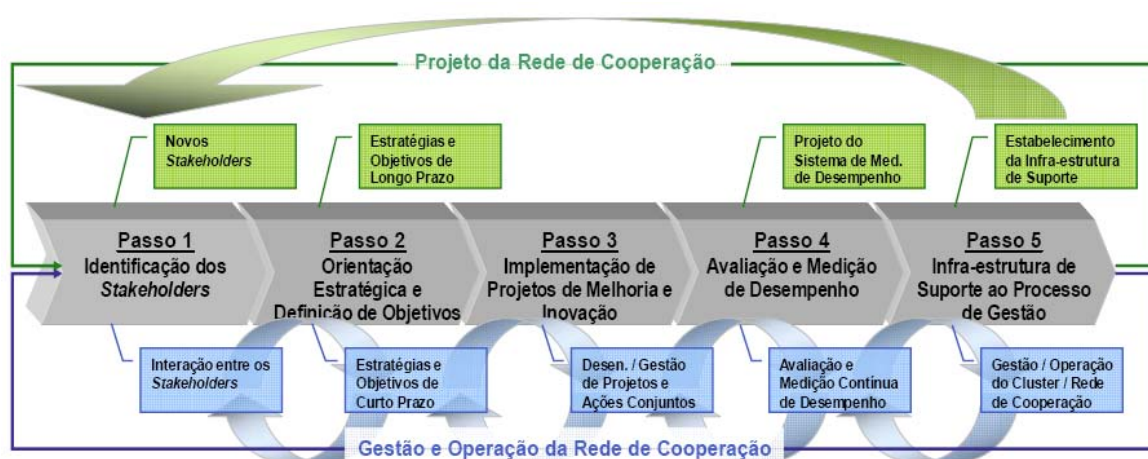 Projeto da Rede de Cooperação
Novos
Stakeholders
Estratégias e
Objetivos de
Longo Prazo
Projeto do
Sistema de Med.
de Desempenho
Estabelecimento
da Infra-estrutura
de Suporte
Passo 1
Identificação dos
Stakeholders
Passo 2
Orientação
Estratégica e
Definição de Objetivos
Passo 3
Implementação de
Projetos de Melhoria e
Inovação
Passo 4
Avaliação e Medição
de Desempenho
Passo 5
Infra-estrutura de
Suporte ao Processo
de Gestão
Interação entre os
Stakeholders
Estratégias e
Objetivos de
Curto Prazo
Desen. / Gestão
de Projetos e
Ações Conjuntos
Avaliação e
Medição Contínua
de Desempenho
Gestão / Operação
do Cluster / Rede
de Cooperação
Gestão e Operação da Rede de Cooperação